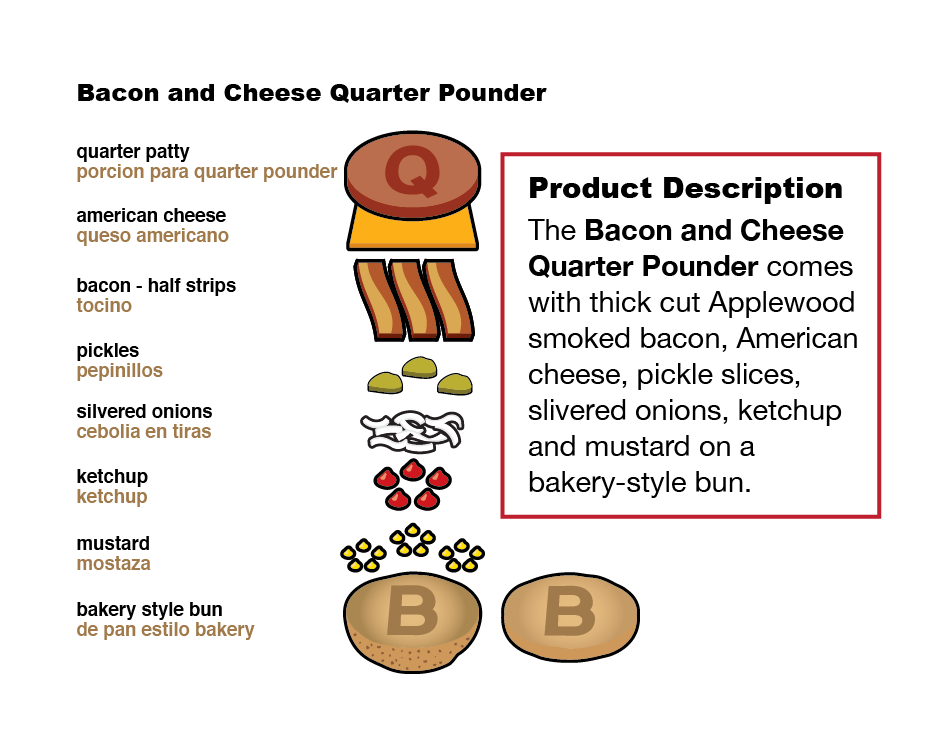 Bacon and Cheese Quarter Pounder
quarter patty
porcion para quarter pounder
american cheese
queso americano
bacon - half strips
tocino
pickles
pepinillos
silvered onions
cebolia en tiras
ketchup
ketchup
mustard
mostaza
bakery style bun
de pan estilo bakery
Q
B
B
Product Description
The Bacon and Cheese
Quarter Pounder comes
with thick cut Applewood
smoked bacon, American
cheese, pickle slices,
slivered onions, ketchup
and mustard on a
bakery-style bun.